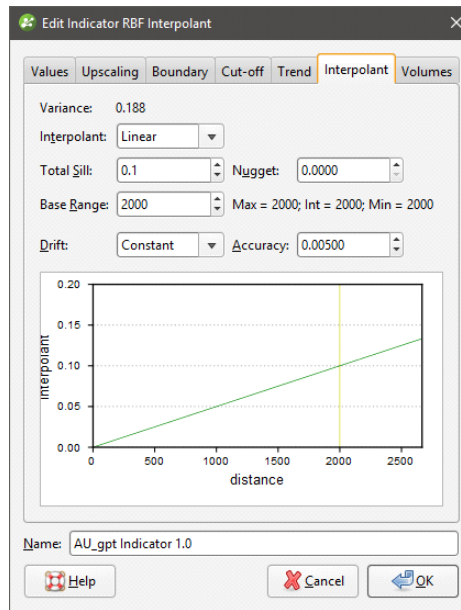 Edit Indicator RBF Interpolant
Values Upscaling Boundary Cut-off Trend Interpolant Volumes
Variance: 0.188
Interpolant: Linear
Total Sill: 0.1 Nugget: 0.0000
Base Range: 2000 Max = 2000; Int = 2000; Min = 2000
Drift: Constant Accuracy: 0.00500
0.20
0.15
0.10
0.05
0.00
interpolant
0 500 1000 1500 2000 2500
distance
Name: AU_gpt Indicator 1.0
Help Cancel OK